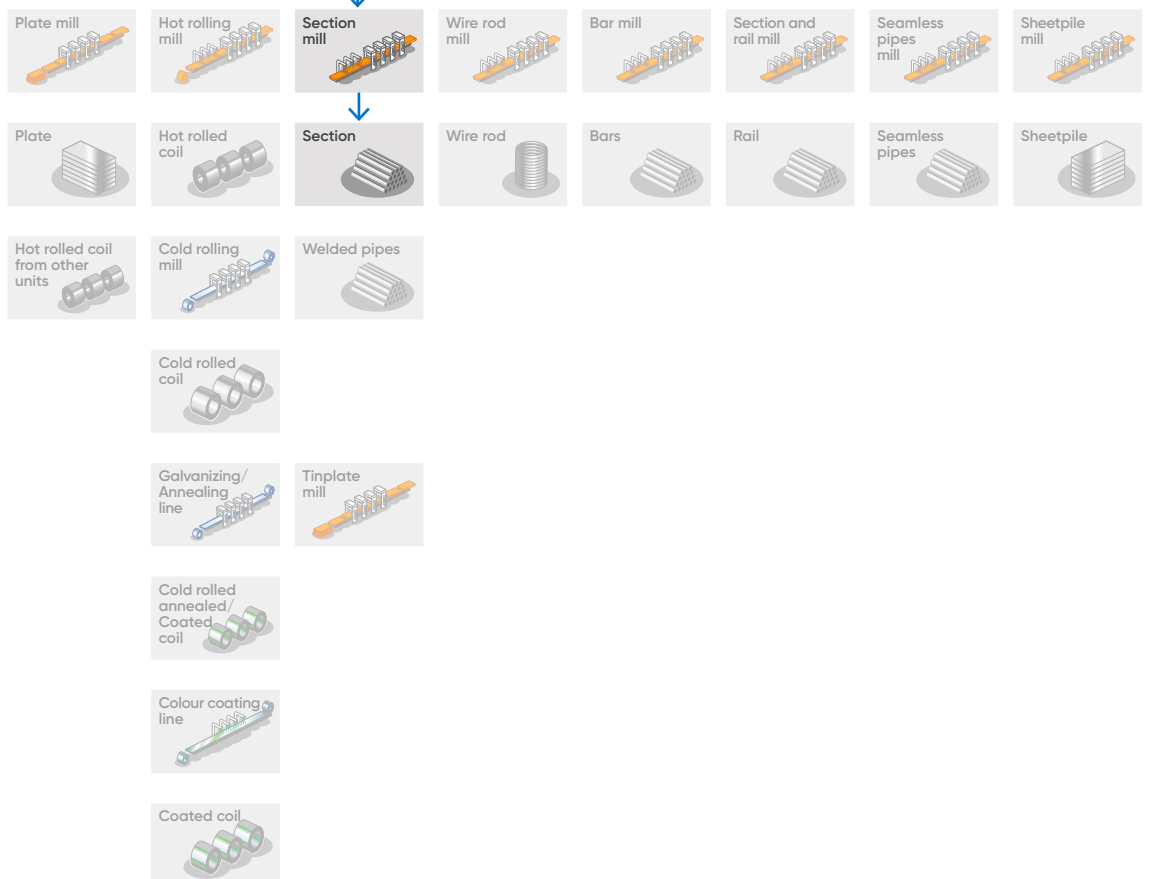 Plate mill
Hot rolling
mill
Section
mill
Wire rod
mill
Bar mill
Section and
rail mill
Seamless
pipes
mill
Sheetpile
mill
Plate
Hot rolled
coil
Section
Wire rod
Bars
Rail
Seamless
pipes
Sheetpile
Hot rolled coil
from other
units
Cold rolling
mill
Welded pipes
Cold rolled
coil
Galvanizing/
Annealing
line
Tinplate
mill
Cold rolled
annealed/
Coated
coil
Colour coating
line
Coated coil